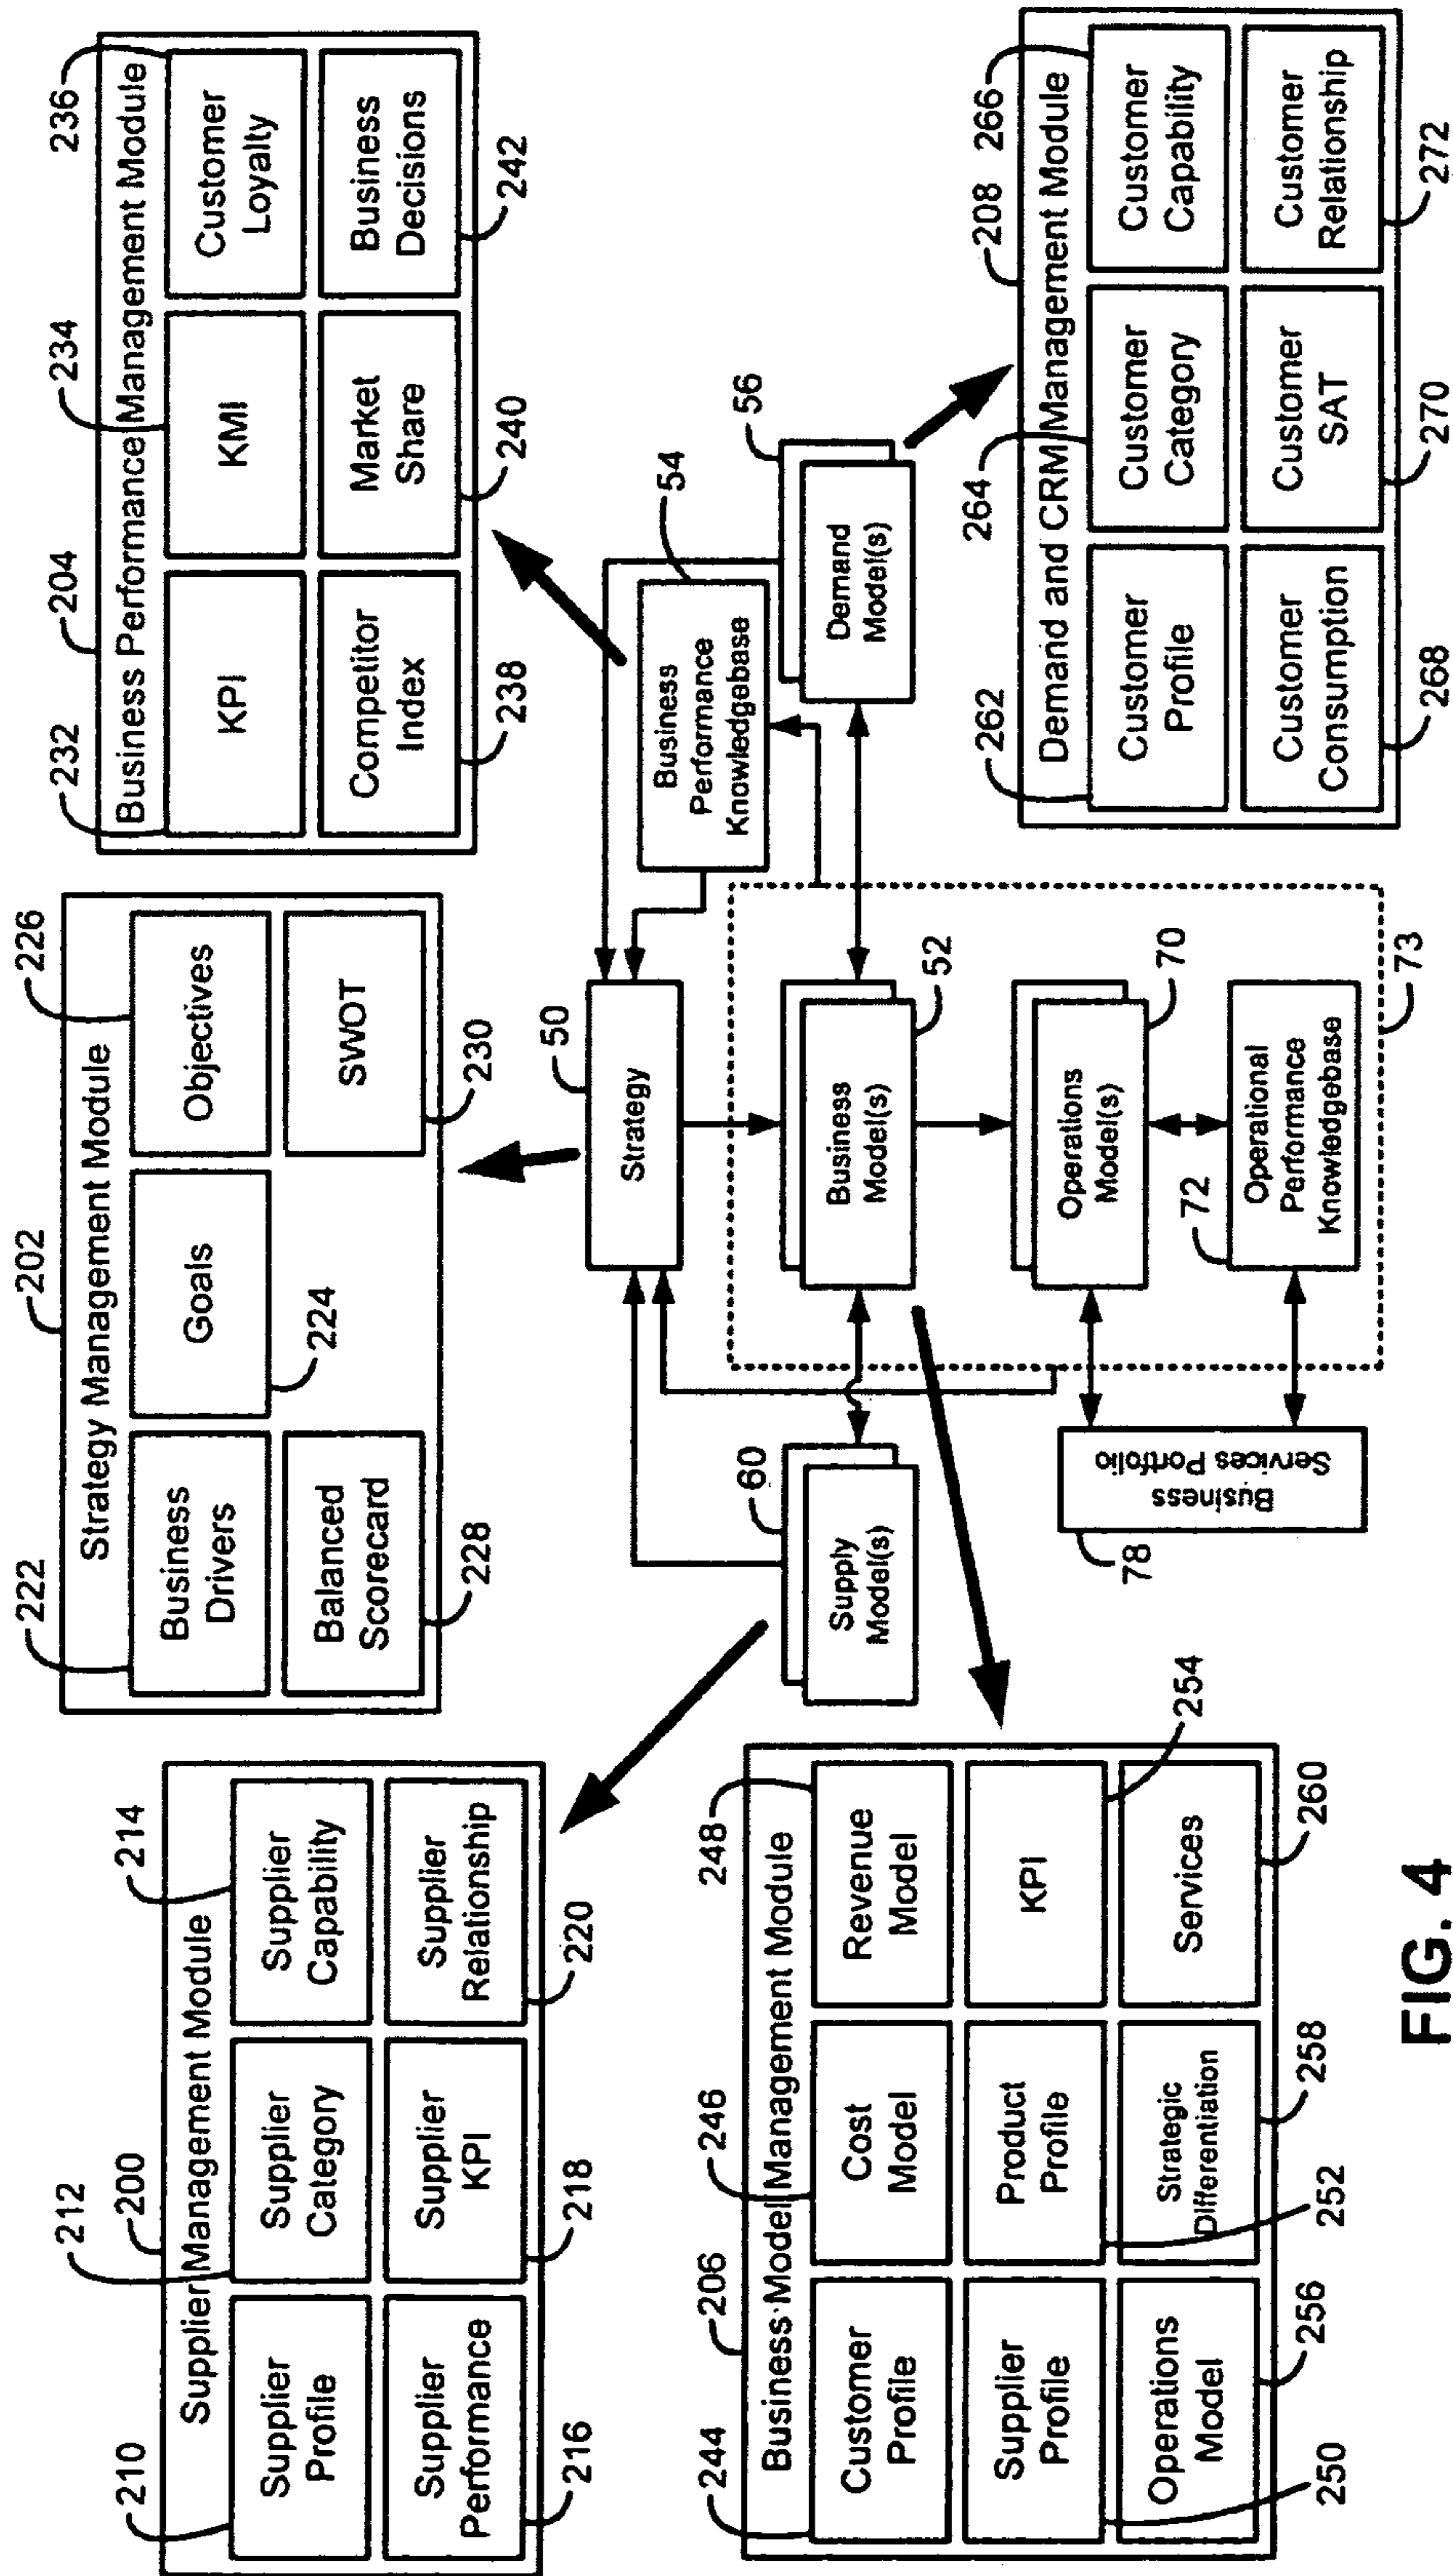 200
Supplier Management Module
210
Supplier
Profile
212
Supplier
Category
214
Supplier
Capability
Supplier
Performance
216
Supplier
KPI
218
Supplier
Relationship
220
202
Strategy Management Module
222
Business
Drivers
Goals
224
226
Objectives
Balanced
Scorecard
228
SWOT
230
204
Business Performance Management Module
232
KPI
234
KMI
236
Customer
Loyalty
Competitor
Index
238
Market
Share
240
Business
Decisions
242
50
Strategy
54
Business
Performance
Knowledgebase
56
Demand
Model(s)
60
Supply
Model(s)
52
Business
Model(s)
70
Operations
Model(s)
72
Operational
Performance
Knowledgebase
73
78
Business
Services Portfolio
206
Business Model Management Module
244
Customer
Profile
246
Cost
Model
248
Revenue
Model
Supplier
Profile
250
Product
Profile
252
KPI
254
Operations
Model
256
Strategic
Differentiation
258
Services
260
208
Demand and CRM Management Module
262
Customer
Profile
264
Customer
Category
266
Customer
Capability
Customer
Consumption
268
Customer
SAT
270
Customer
Relationship
272
FIG. 4